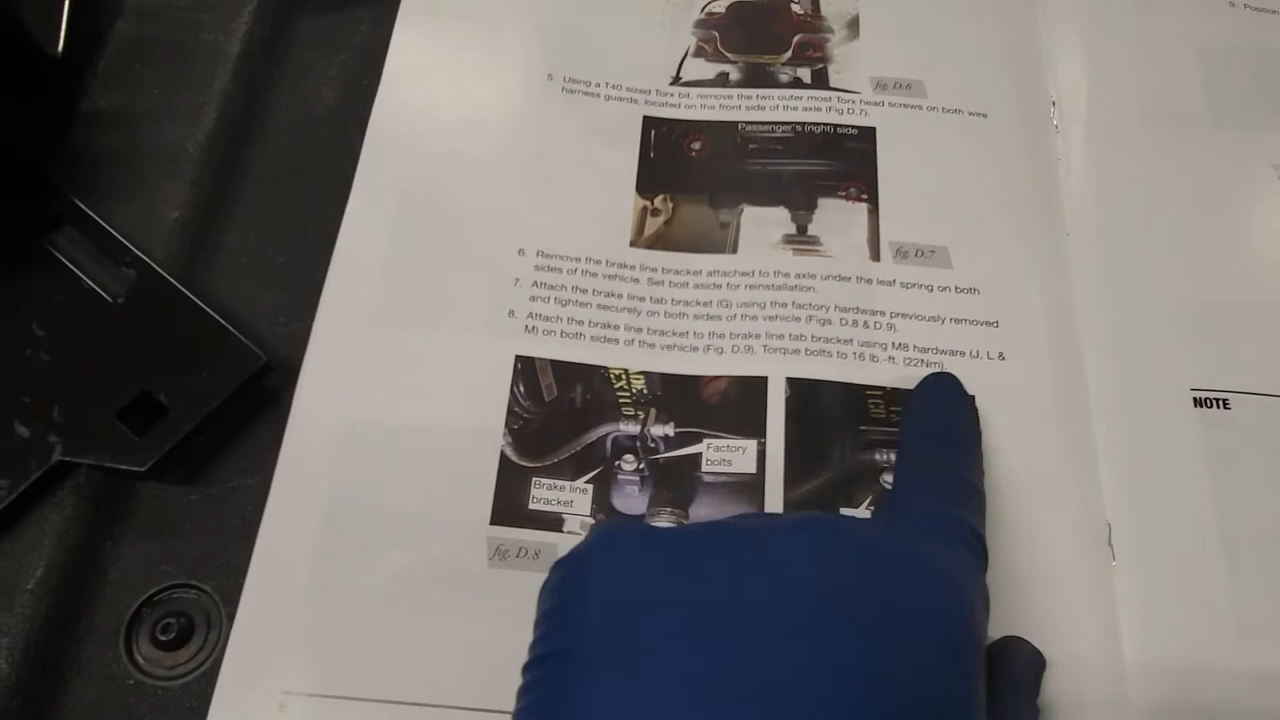 9. Position
fig. D.6
5. Using a T40 sized Torx bit, remove the two outer most Torx head screws on both wire
harness guards, located on the front side of the axle (Fig D.7).
Passenger's (right) side
fig. D.7
6. Remove the brake line bracket attached to the axle under the leaf spring on both
sides of the vehicle. Set bolt aside for reinstallation.
7. Attach the brake line tab bracket (G) using the factory hardware previously removed
and tighten securely on both sides of the vehicle (Figs. D.8 & D.9).
8. Attach the brake line bracket to the brake line tab bracket using M8 hardware (J, L &
M) on both sides of the vehicle (Fig. D.9). Torque bolts to 16 lb.-ft. (22Nm).
Factory
bolts
Brake line
bracket
fig. D.8
NOTE